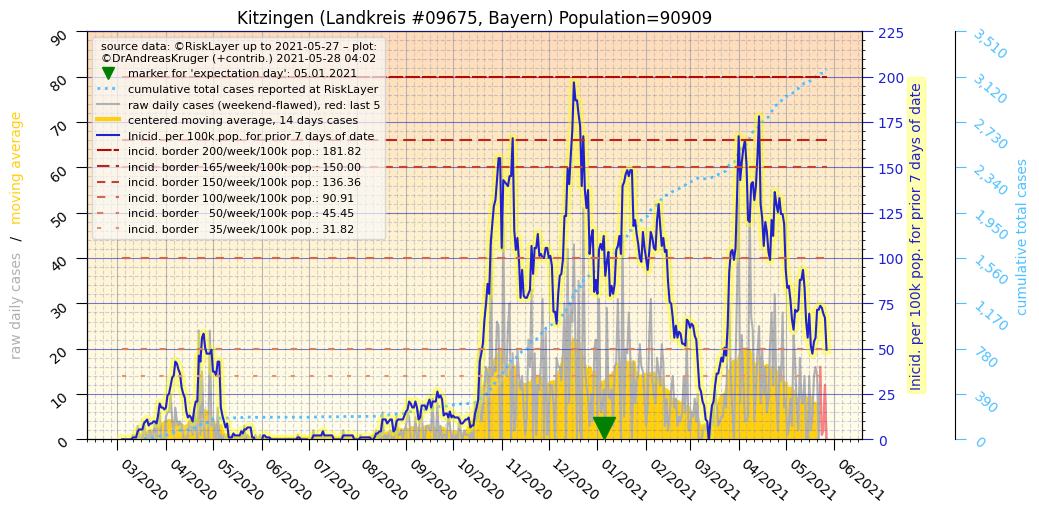 Kitzingen (Landkreis #09675, Bayern) Population=90909
source data: ©RiskLayer up to 2021-05-27 – plot:
©DrAndreasKruger (+contrib.) 2021-05-28 04:02
marker for 'expectation day': 05.01.2021
cumulative total cases reported at RiskLayer
raw daily cases (weekend-flawed), red: last 5
centered moving average, 14 days cases
Inicid. per 100k pop. for prior 7 days of date
incid. border 200/week/100k pop.: 181.82
incid. border 165/week/100k pop.: 150.00
incid. border 150/week/100k pop.: 136.36
incid. border 100/week/100k pop.: 90.91
incid. border 50/week/100k pop.: 45.45
incid. border 35/week/100k pop.: 31.82
raw daily cases / moving average
90
80
70
60
50
40
30
20
10
0
03/2020
04/2020
05/2020
06/2020
07/2020
08/2020
09/2020
10/2020
11/2020
12/2020
01/2021
02/2021
03/2021
04/2021
05/2021
06/2021
225
200
175
150
125
100
75
50
25
0
Inicid. per 100k pop. for prior 7 days of date
3,510
3,120
2,730
2,340
1,950
1,560
1,170
780
390
0
cumulative total cases